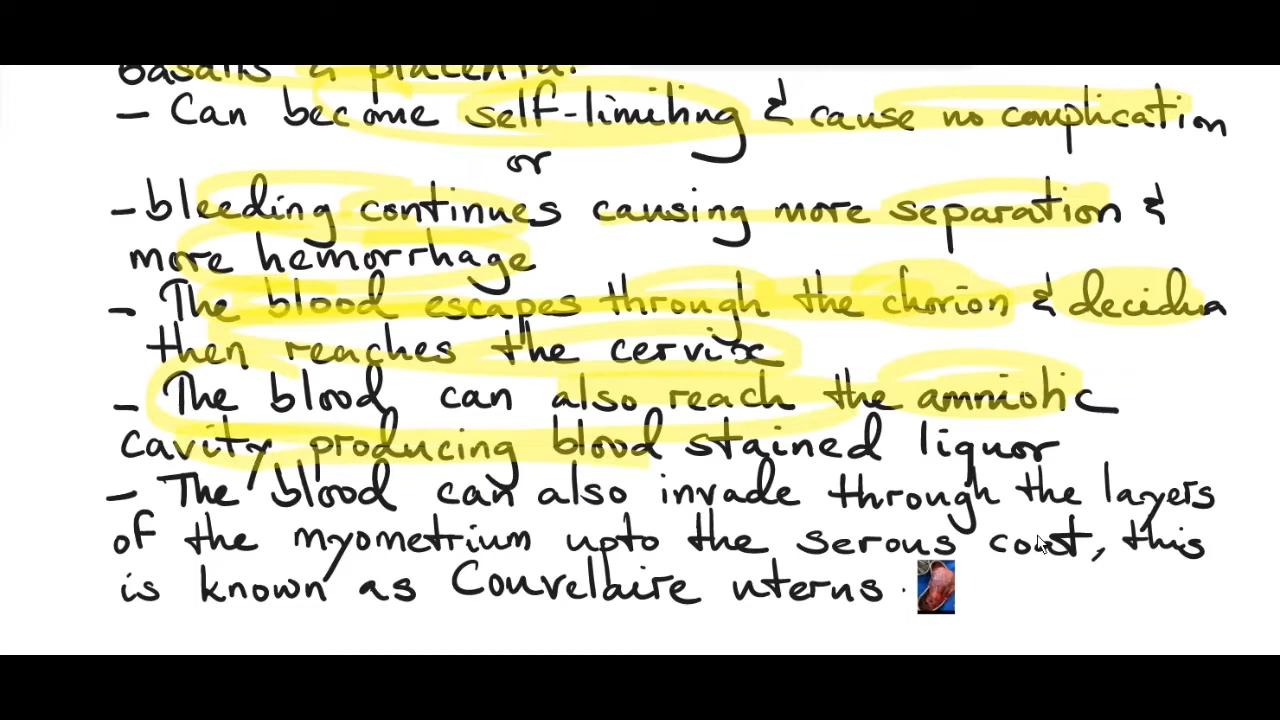 basalis & placenta.
- Can become self-limiting & cause no complication
or
- bleeding continues causing more separation &
more hemorrhage
- The blood escapes through the chorion & decidua
then reaches the cervix
- The blood can also reach the amniotic
cavity producing blood stained liquor
- The blood can also invade through the layers
of the myometrium upto the serous coat, this
is known as Couvelaire uterus.